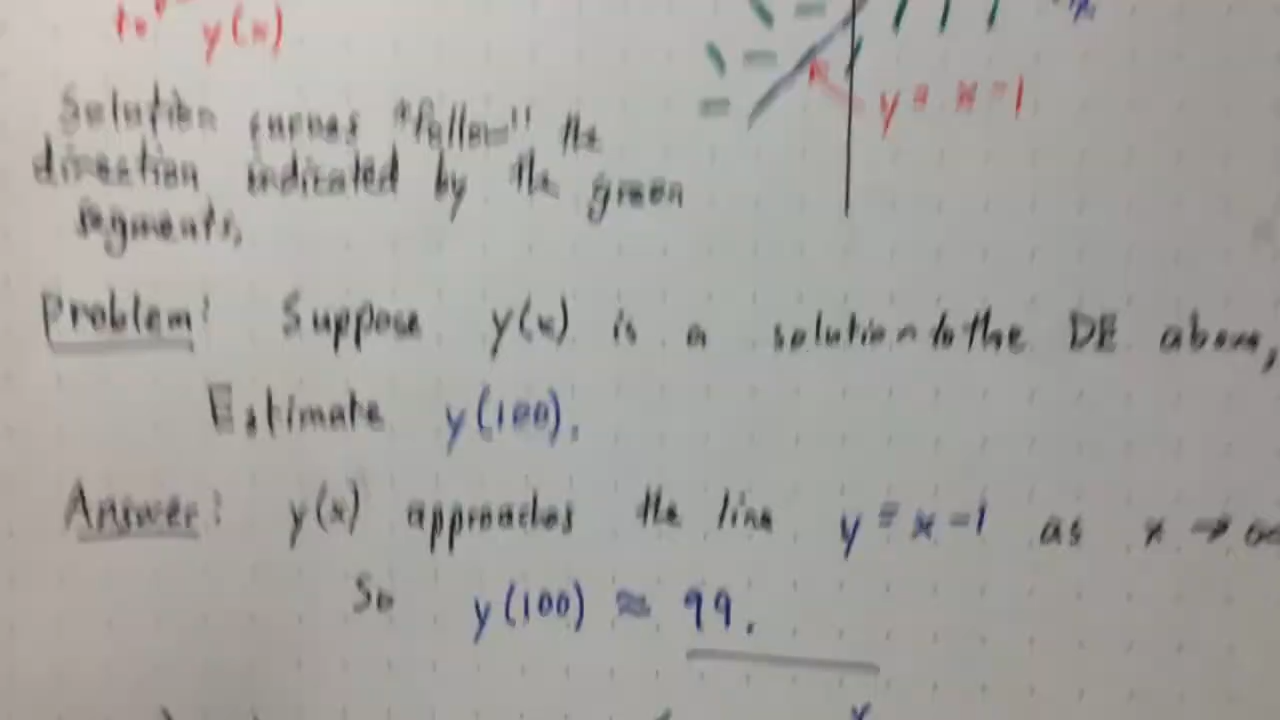 to y(x)
y = x - 1
Solution curves "follow" the
direction indicated by the green
segments.
Problem: Suppose y(x) is a solution to the DE above,
Estimate y(100).
Answer: y(x) approaches the line y = x - 1 as x → ∞
So y(100) ≈ 99.